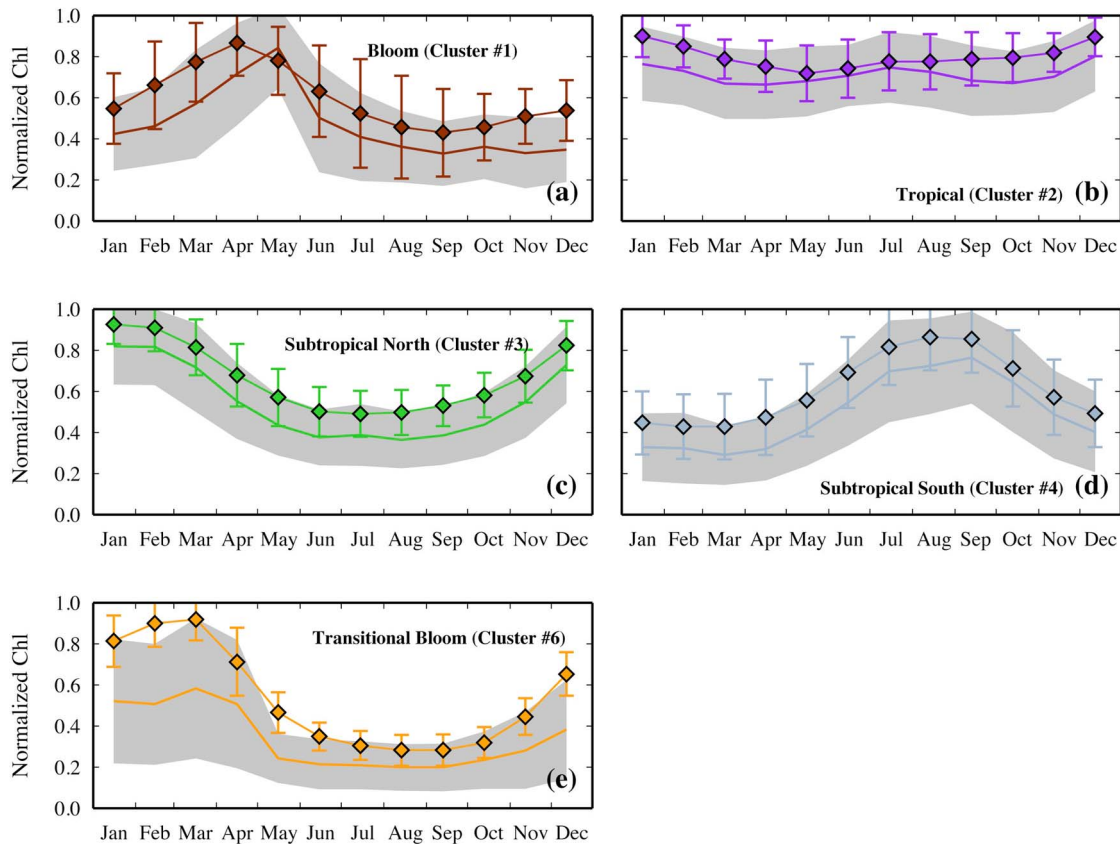 1.0
0.8
0.6
0.4
0.2
0.0
Normalized Chl
Bloom (Cluster #1)
(a)
Jan Feb Mar Apr May Jun Jul Aug Sep Oct Nov Dec
Tropical (Cluster #2)
(b)
Jan Feb Mar Apr May Jun Jul Aug Sep Oct Nov Dec
1.0
0.8
0.6
0.4
0.2
0.0
Normalized Chl
Subtropical North (Cluster #3)
(c)
Jan Feb Mar Apr May Jun Jul Aug Sep Oct Nov Dec
Subtropical South (Cluster #4)
(d)
Jan Feb Mar Apr May Jun Jul Aug Sep Oct Nov Dec
1.0
0.8
0.6
0.4
0.2
0.0
Normalized Chl
Transitional Bloom (Cluster #6)
(e)
Jan Feb Mar Apr May Jun Jul Aug Sep Oct Nov Dec